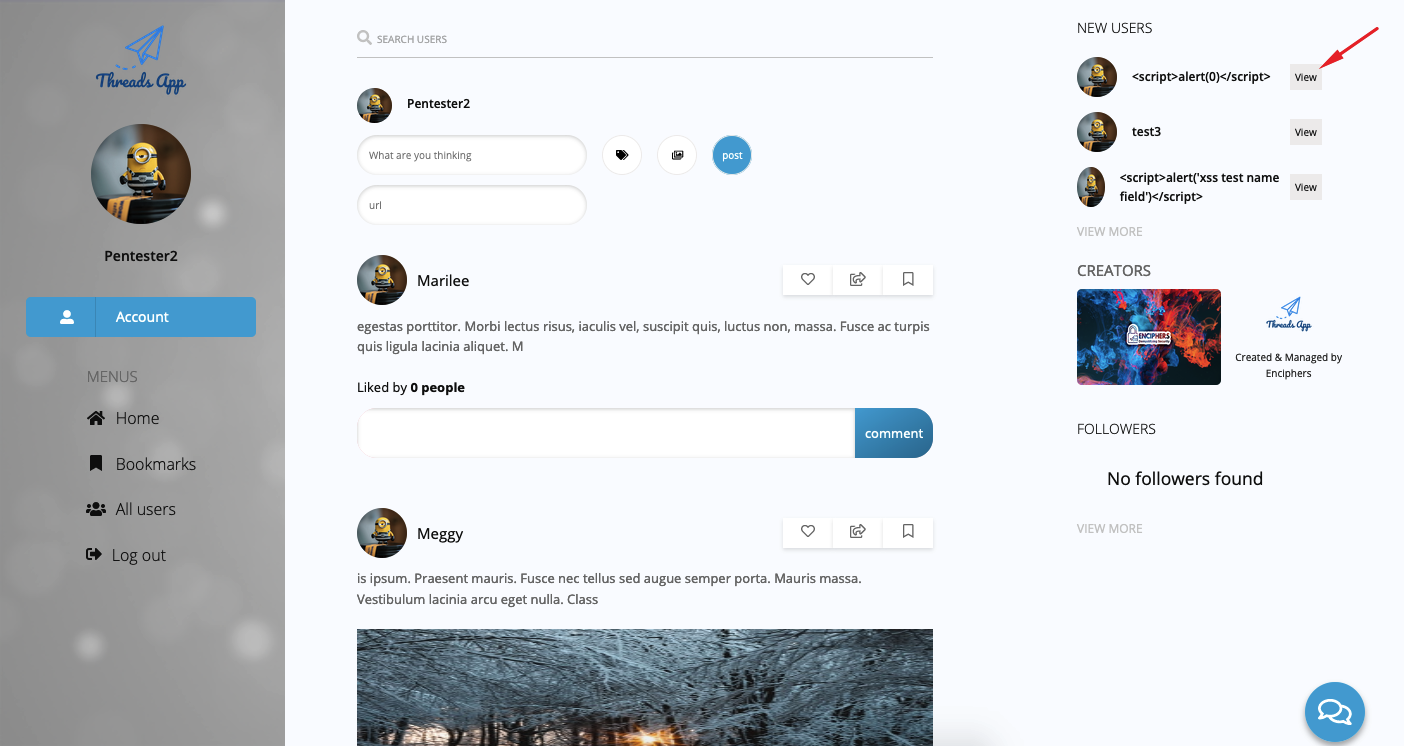 Threads App
Pentester2
Account
MENUS
Home
Bookmarks
All users
Log out
SEARCH USERS
Pentester2
What are you thinking
post
url
Marilee
egestas porttitor. Morbi lectus risus, iaculis vel, suscipit quis, luctus non, massa. Fusce ac turpis
quis ligula lacinia aliquet. M
Liked by 0 people
comment
Meggy
is ipsum. Praesent mauris. Fusce nec tellus sed augue semper porta. Mauris massa.
Vestibulum lacinia arcu eget nulla. Class
NEW USERS
<script>alert(0)</script>
View
test3
View
<script>alert('xss test name
field')</script>
View
VIEW MORE
CREATORS
ENCIPHERS
Threads App
Created & Managed by
Enciphers
FOLLOWERS
No followers found
VIEW MORE